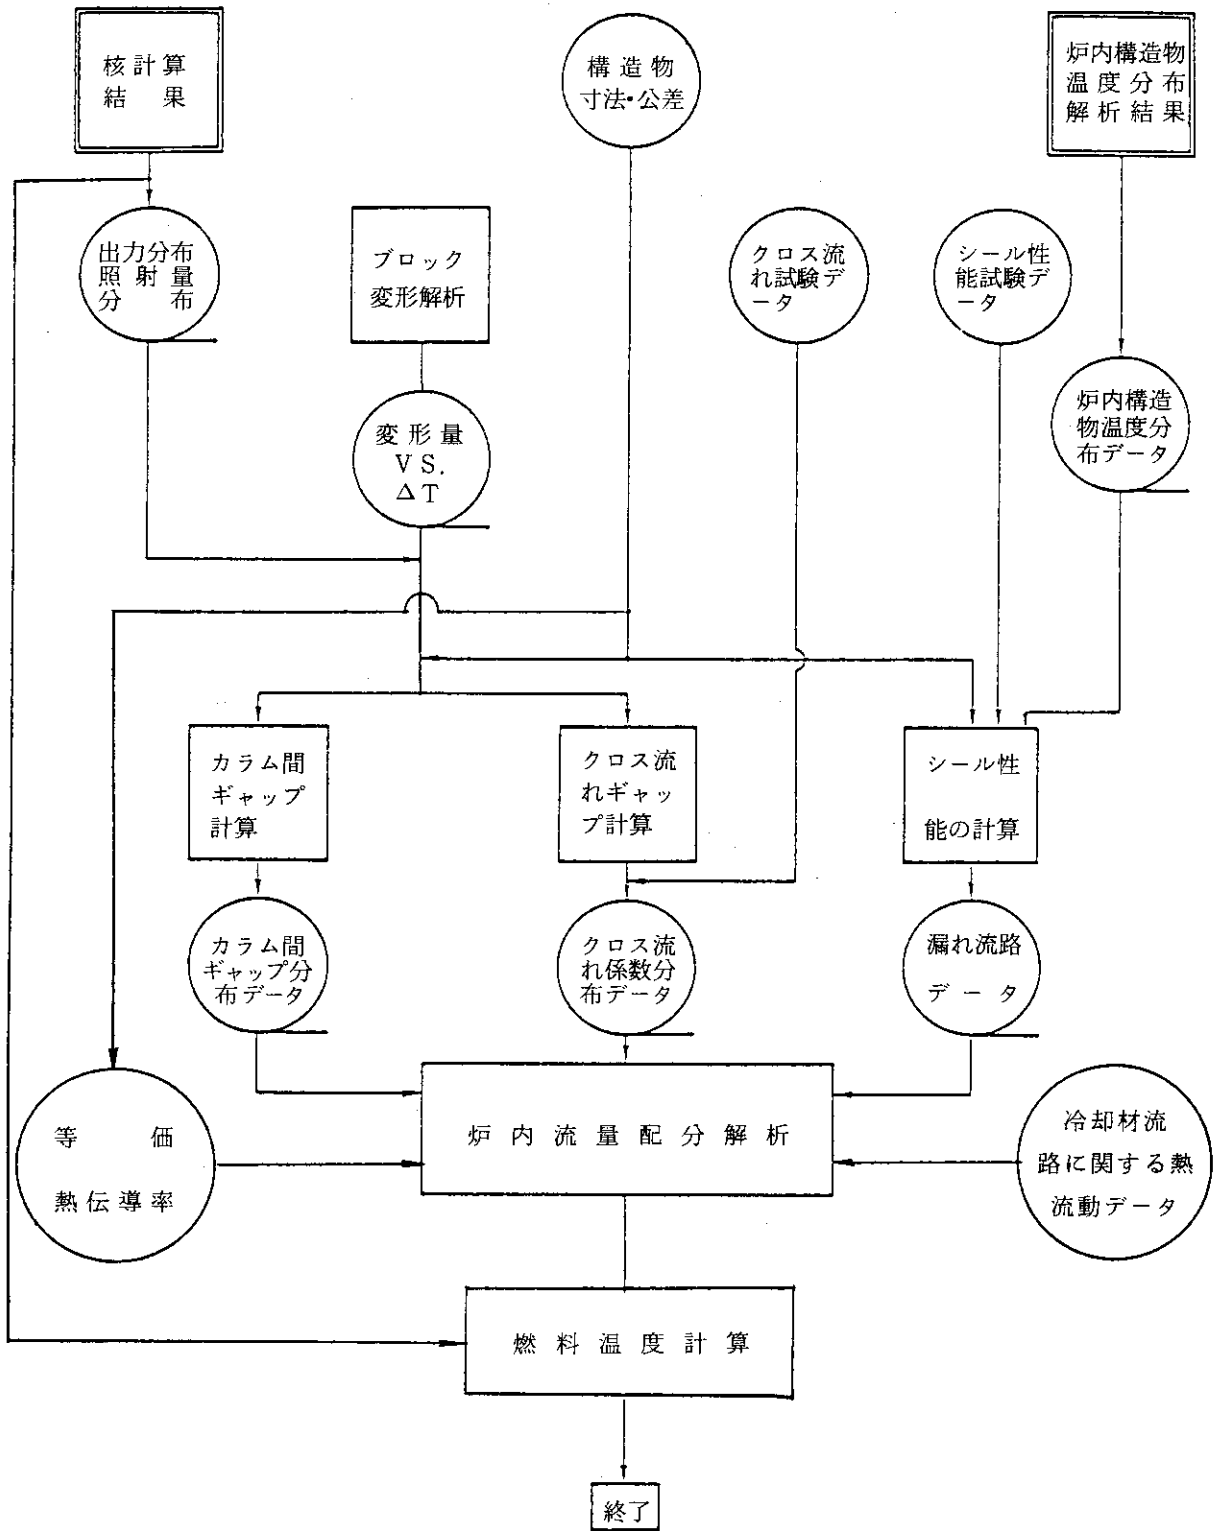 核計算
結果
構造物
寸法・公差
炉内構造物
温度分布
解析結果
出力分布
照射量
分布
ブロック
変形解析
クロス流
れ試験デ
ータ
シール性
能試験デ
ータ
変形量
VS.
ΔT
炉内構造
物温度分
布データ
カラム間
ギャップ
計算
クロス流
れギャッ
プ計算
シール性
能の計算
カラム間
ギャップ分
布データ
クロス流
れ係数分
布データ
漏れ流路
データ
等価
熱伝導率
炉内流量配分解析
冷却材流
路に関する熱
流動データ
燃料温度計算
終了